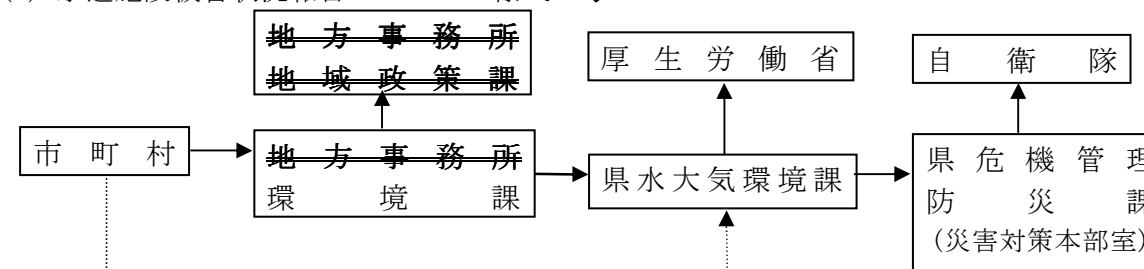 地方事務所
地域政策課
厚生労働省
自衛隊
市町村
地方事務所
環境課
県水大気環境課
県危機管理
防災課
(災害対策本部室)